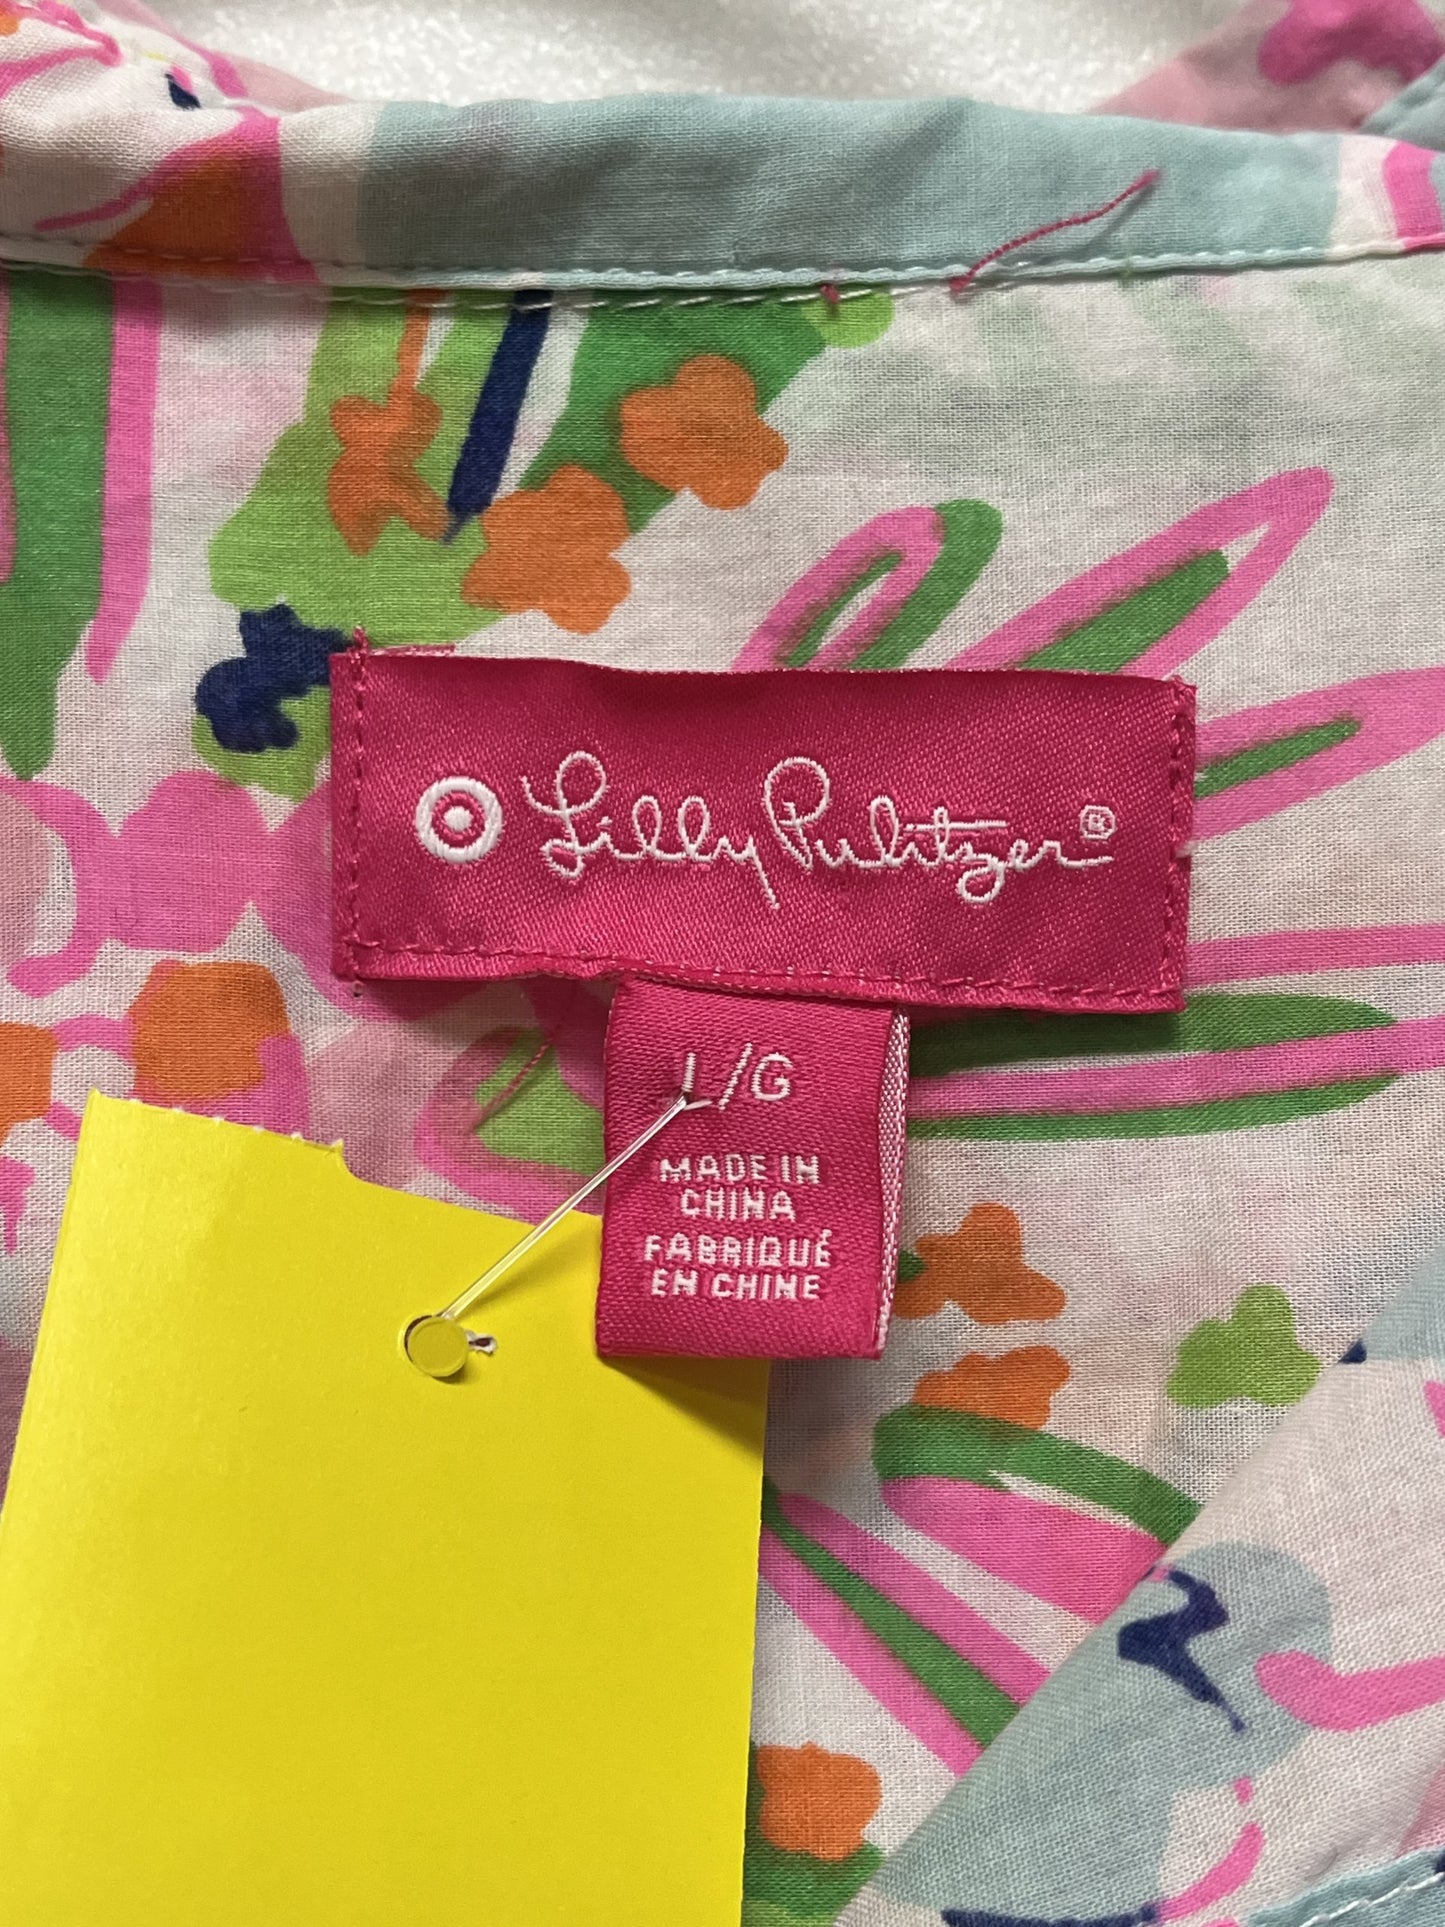 Lilly Pulitzer®
L/G
MADE IN
CHINA
FABRIQUÉ
EN CHINE